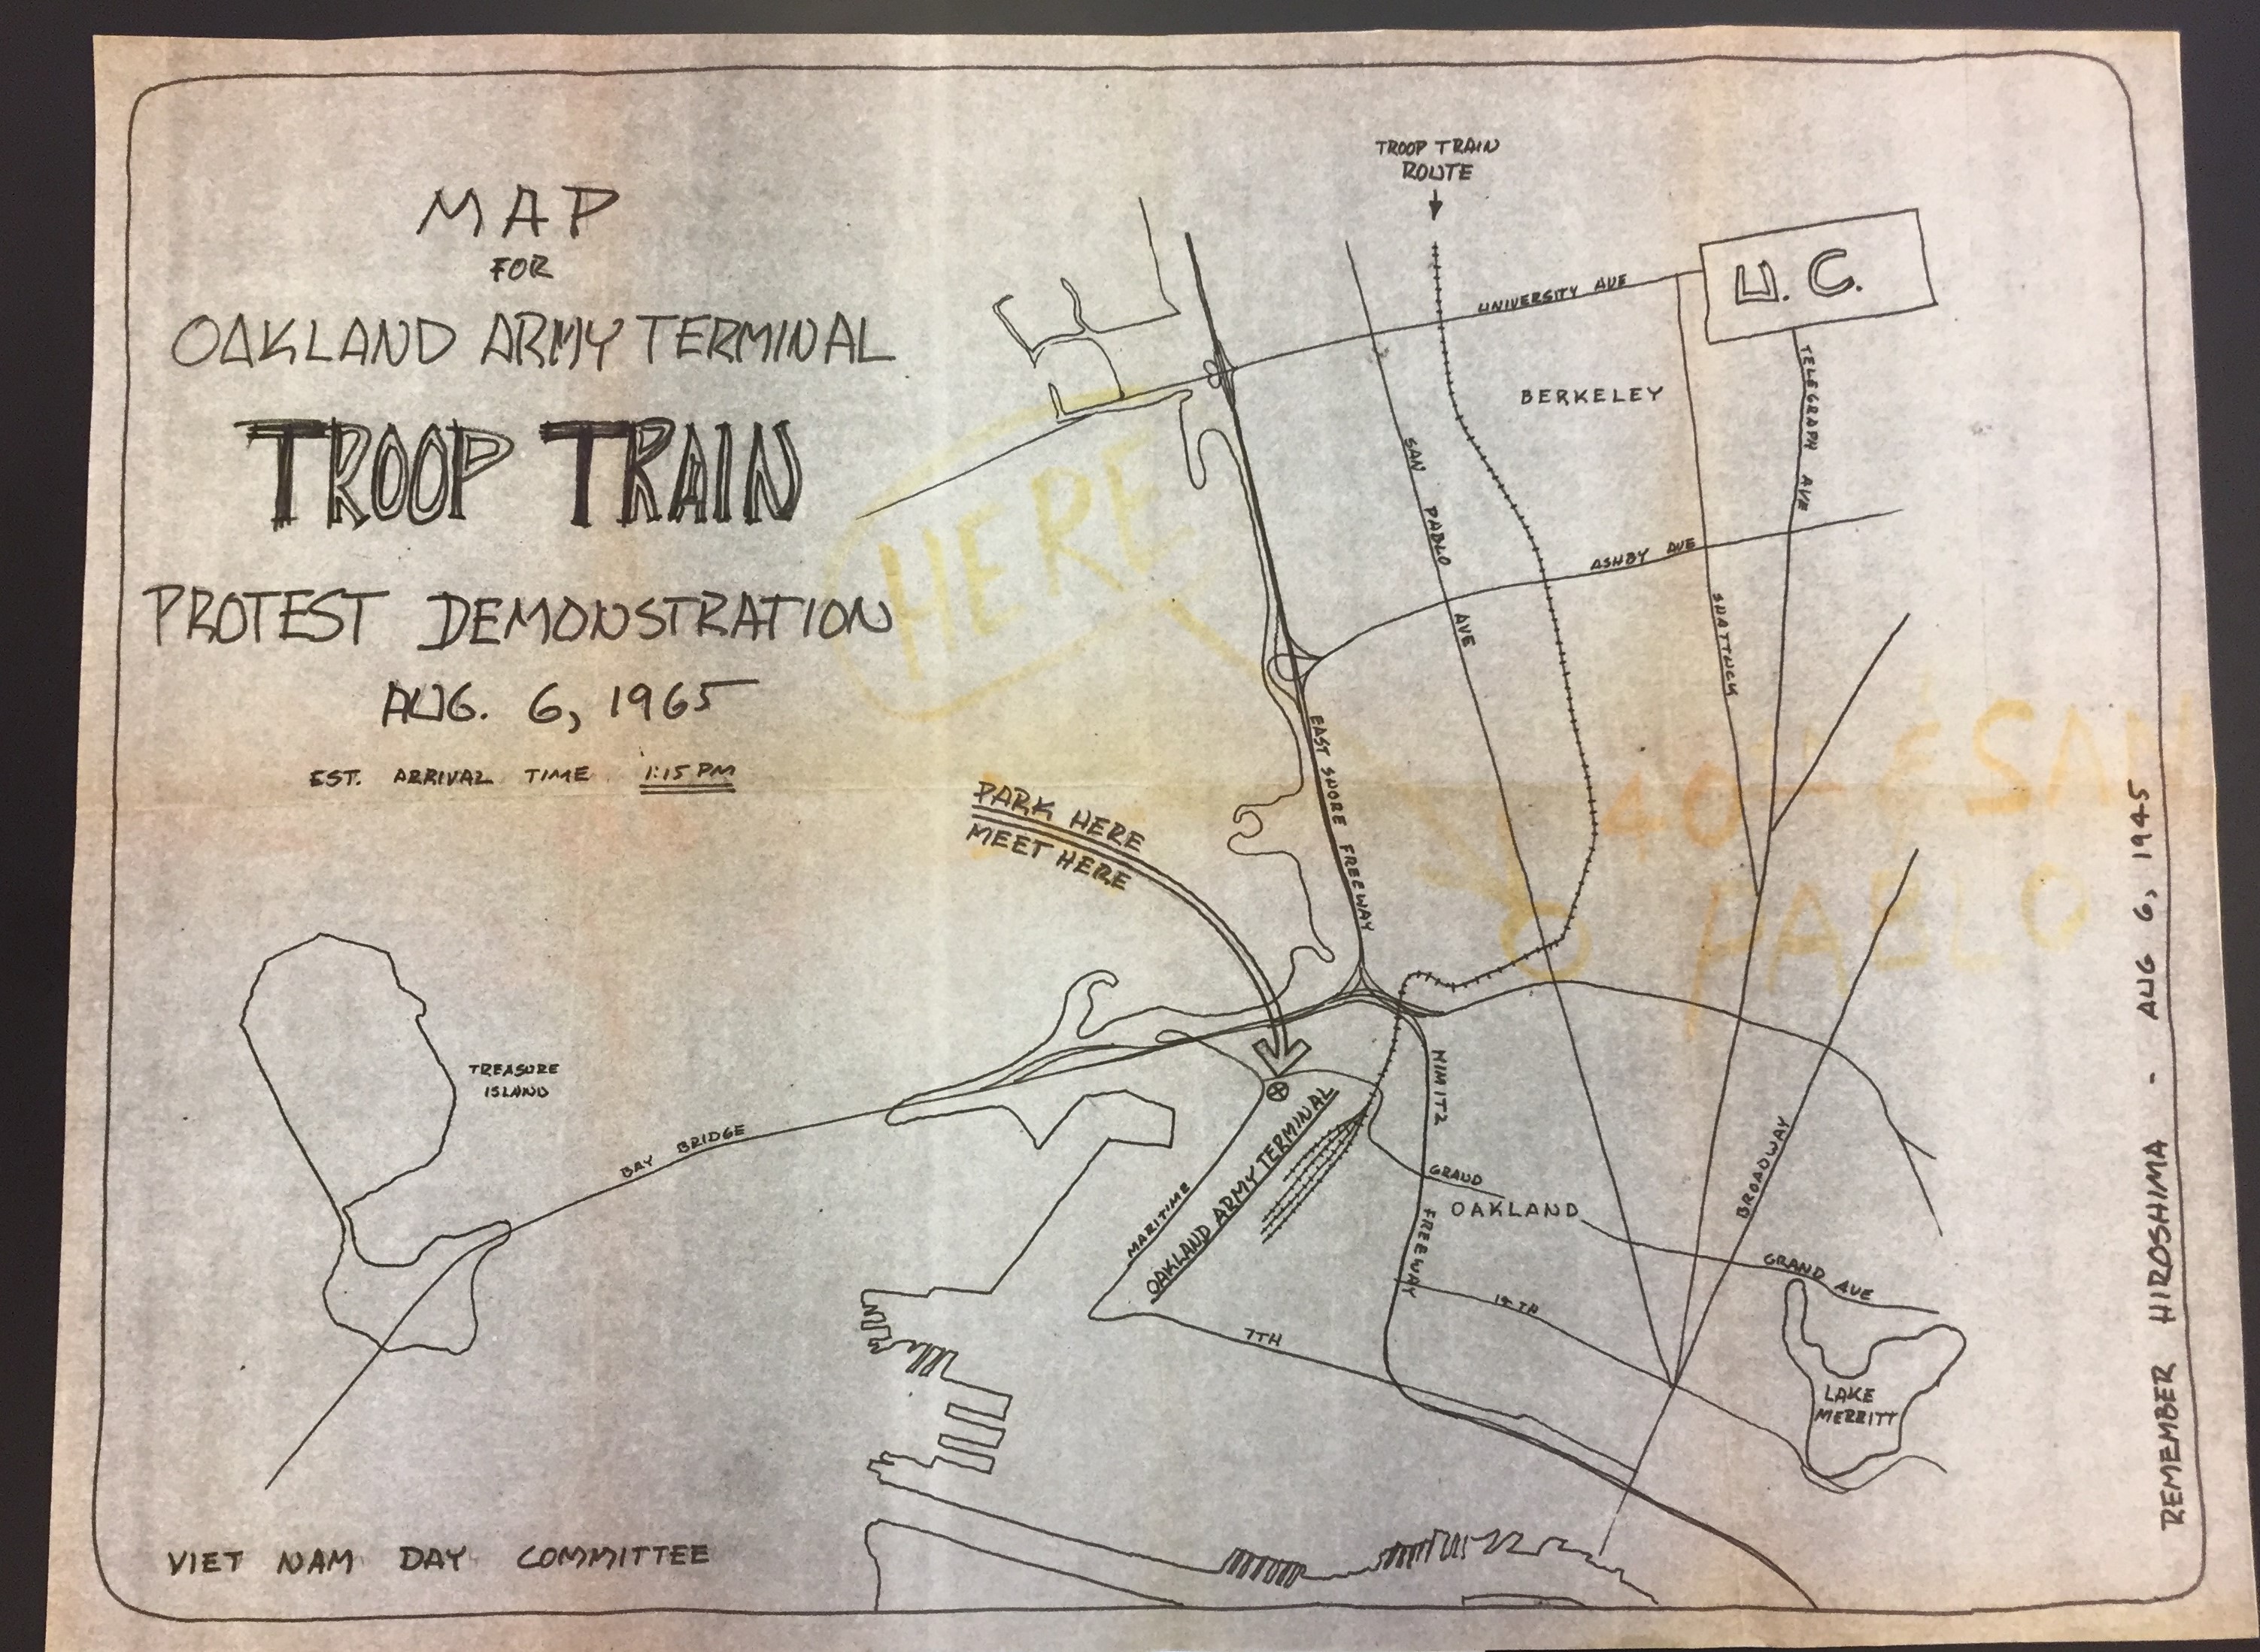 MAP
FOR
OAKLAND ARMY TERMINAL
TROOP TRAIN
PROTEST DEMONSTRATION
AUG. 6, 1965
EST. ARRIVAL TIME 1:15 PM
TROOP TRAIN
ROUTE
U. C.
UNIVERSITY AVE
BERKELEY
TELEGRAPH AVE
SAN PABLO AVE
ASHBY AVE
SHATTUCK
HERE
EAST SHORE FREEWAY
40 & SAN
PABLO
PARK HERE
MEET HERE
TREASURE
ISLAND
BAY BRIDGE
NIMITZ FREEWAY
MARITIME
OAKLAND ARMY TERMINAL
GRAND
OAKLAND
BROADWAY
GRAND AVE
14TH
7TH
LAKE
MERRITT
VIET NAM DAY COMMITTEE
REMEMBER HIROSHIMA - AUG 6, 1945